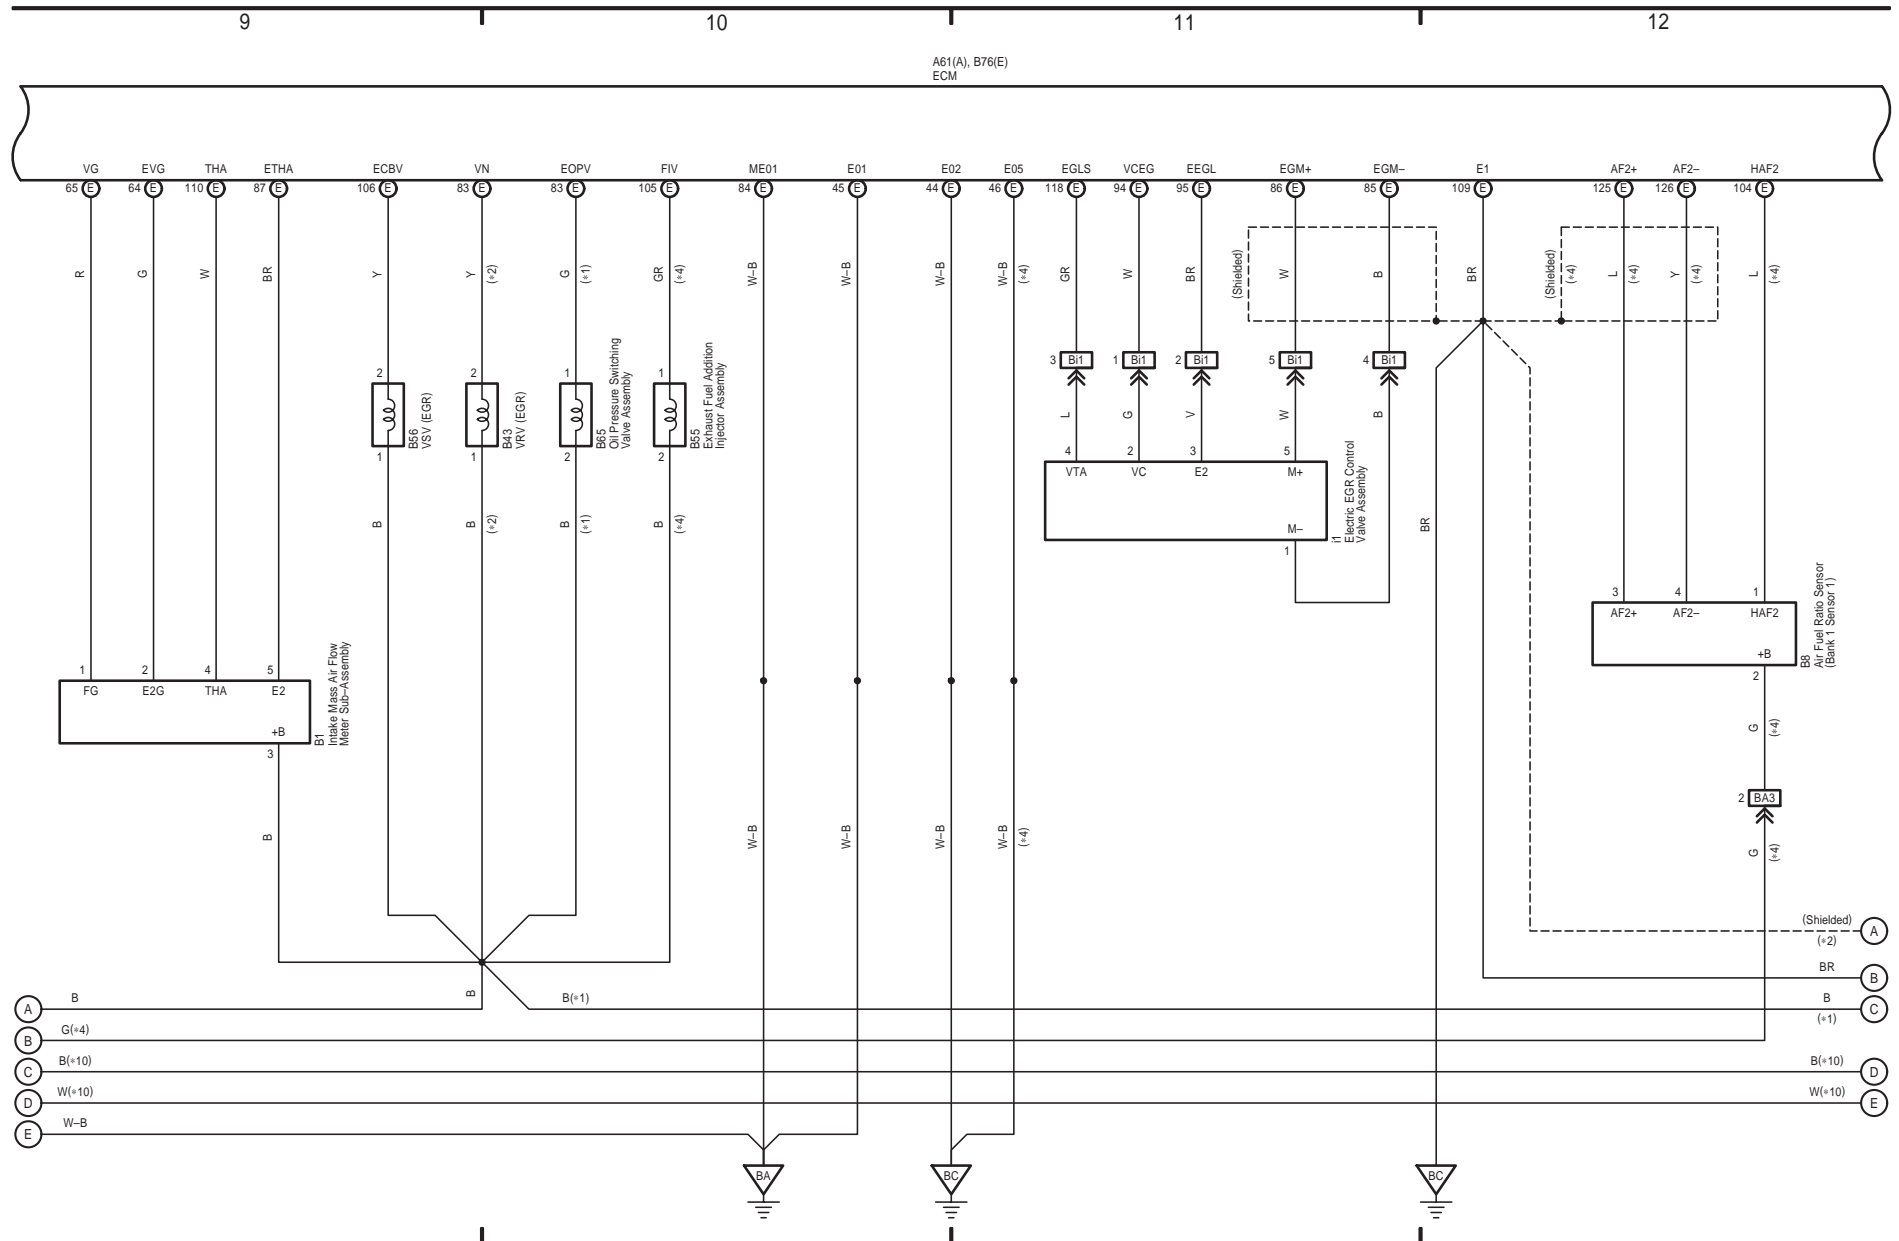 9 10 11 12
A61(A), B76(E)
ECM
VG EVG THA ETHA ECBV VN EOPV FIV ME01 E01 E02 E05 EGLS VCEG EEGL EGM+ EGM– E1 AF2+ AF2– HAF2
65 E 64 E 110 E 87 E 106 E 83 E 83 E 105 E 84 E 45 E 44 E 46 E 118 E 94 E 95 E 86 E 85 E 109 E 125 E 126 E 104 E
R G W BR Y Y (∗2) G (∗1) GR (∗4) W–B W–B W–B W–B (∗4) GR W BR (Shielded) W B BR (Shielded) (∗4) L (∗4) Y (∗4) L (∗4)
3 Bi1 1 Bi1 2 Bi1 5 Bi1 4 Bi1
2 2 1 1
B56
VSV (EGR)
B43
VRV (EGR)
B65
Oil Pressure Switching
Valve Assembly
B55
Exhaust Fuel Addition
Injector Assembly
1 1 2 2
L G V W B
4 2 3 5
VTA VC E2 M+
M–
1
i1
Electric EGR Control
Valve Assembly
B B (∗2) B (∗1) B (∗4) BR
3 4 1
AF2+ AF2– HAF2
+B
2
B8
Air Fuel Ratio Sensor
(Bank 1 Sensor 1)
1 2 4 5
FG E2G THA E2
+B
3
B1
Intake Mass Air Flow
Meter Sub–Assembly
G (∗4)
2 BA3
B W–B W–B W–B W–B (∗4) G (∗4)
(Shielded) A
(∗2)
BR B
A B B B(∗1) B C
(∗1)
B G(∗4)
C B(∗10) B(∗10) D
D W(∗10) W(∗10) E
E W–B
BA BC BC